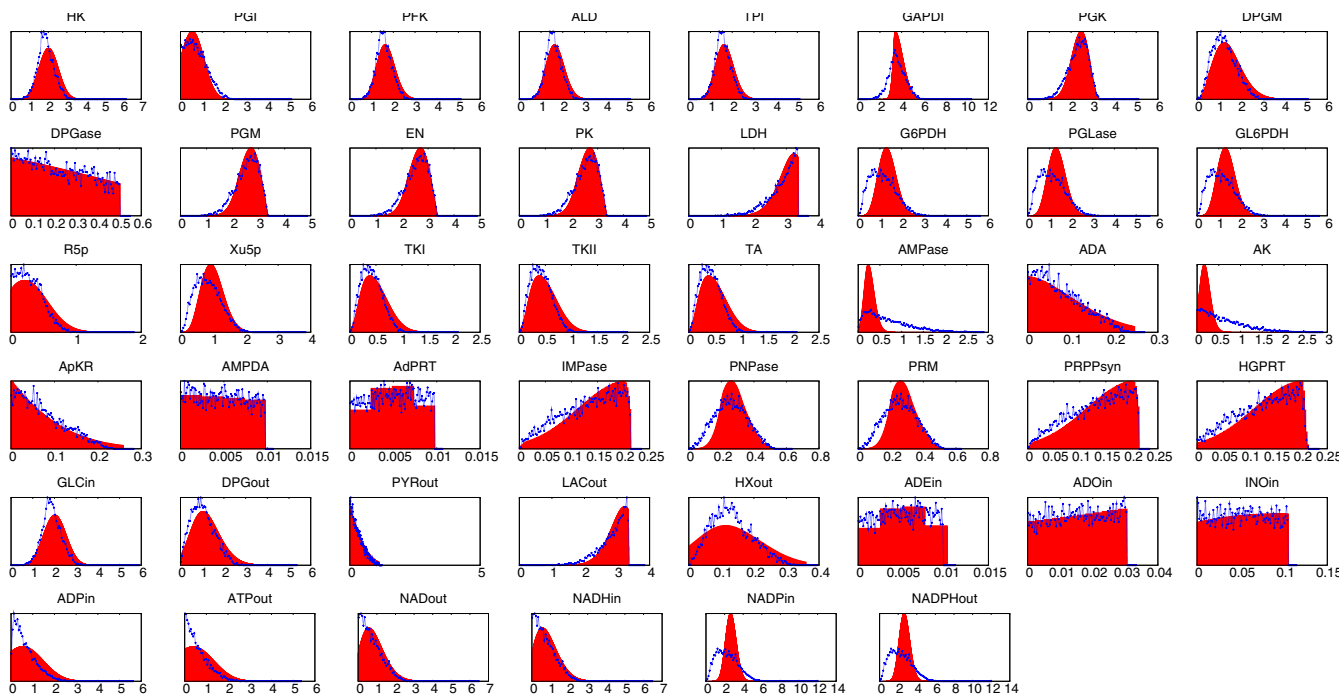 HK PGI PFK ALD TPI GAPDI PGK DPGM
0 1 2 3 4 5 6 7 0 1 2 3 4 5 6 0 1 2 3 4 5 6 0 1 2 3 4 5 6 0 1 2 3 4 5 6 0 2 4 6 8 10 12 0 1 2 3 4 5 6 0 1 2 3 4 5 6
DPGase PGM EN PK LDH G6PDH PGLase GL6PDH
0 0.1 0.2 0.3 0.4 0.5 0.6 0 1 2 3 4 5 0 1 2 3 4 5 0 1 2 3 4 5 0 1 2 3 4 0 1 2 3 4 5 6 0 1 2 3 4 5 6 0 1 2 3 4 5 6
R5p Xu5p TKI TKII TA AMPase ADA AK
0 1 2 0 1 2 3 4 0 0.5 1 1.5 2 2.5 0 0.5 1 1.5 2 2.5 0 0.5 1 1.5 2 2.5 0 1 2 3 0 0.1 0.2 0.3 0 1 2 3
ApKR AMPDA AdPRT IMPase PNPase PRM PRPPsyn HGPRT
0 0.1 0.2 0.3 0 0.005 0.01 0.015 0 0.005 0.01 0.015 0 0.05 0.1 0.15 0.2 0.25 0 0.2 0.4 0.6 0.8 0 0.2 0.4 0.6 0.8 0 0.05 0.1 0.15 0.2 0.25 0 0.05 0.1 0.15 0.2 0.25
GLCin DPGout PYRout LACout HXout ADEin ADOin INOin
0 1 2 3 4 5 6 0 1 2 3 4 5 6 0 5 0 1 2 3 4 0 0.1 0.2 0.3 0.4 0 0.005 0.01 0.015 0 0.01 0.02 0.03 0.04 0 0.05 0.1 0.15
ADPin ATPout NADout NADHin NADPin NADPHout
0 1 2 3 4 5 6 0 1 2 3 4 5 6 0 1 2 3 4 5 6 7 0 1 2 3 4 5 6 7 0 2 4 6 8 10 12 14 0 2 4 6 8 10 12 14